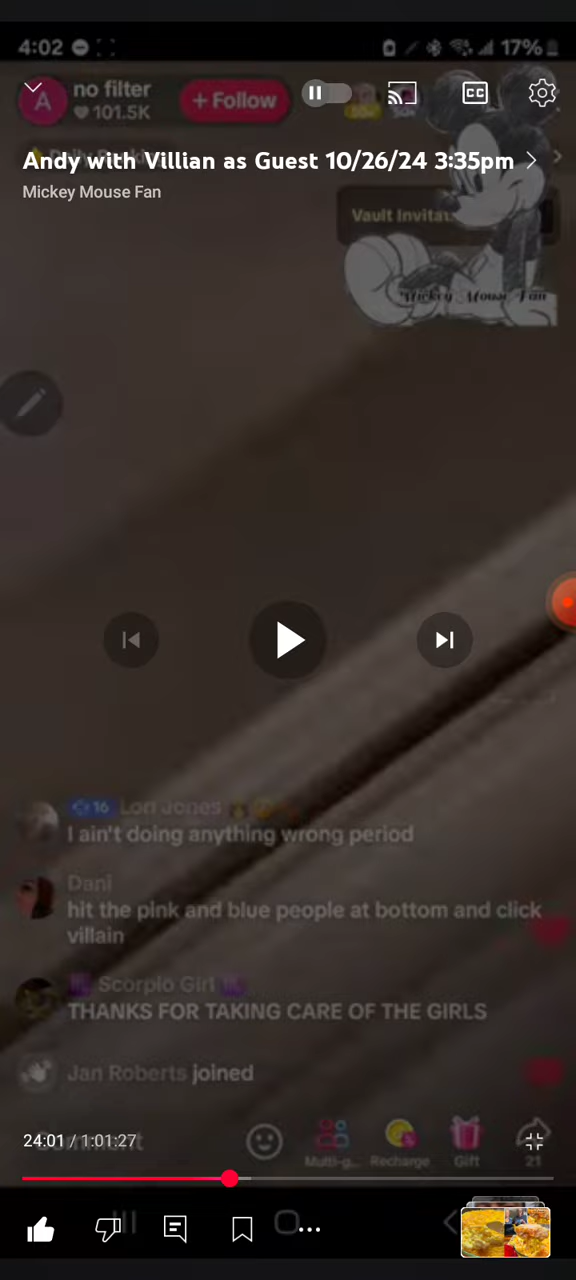 4:02
17%
A
no filter
101.5K
+ Follow
CC
Andy with Villian as Guest 10/26/24 3:35pm
Mickey Mouse Fan
Vault Invitat
Mickey Mouse Fan
16 Lori Jones
I ain't doing anything wrong period
Dani
hit the pink and blue people at bottom and click
villain
Scorpio Girl
THANKS FOR TAKING CARE OF THE GIRLS
Jan Roberts joined
24:01 / 1:01:27
Multi-g...
Recharge
Gift
21